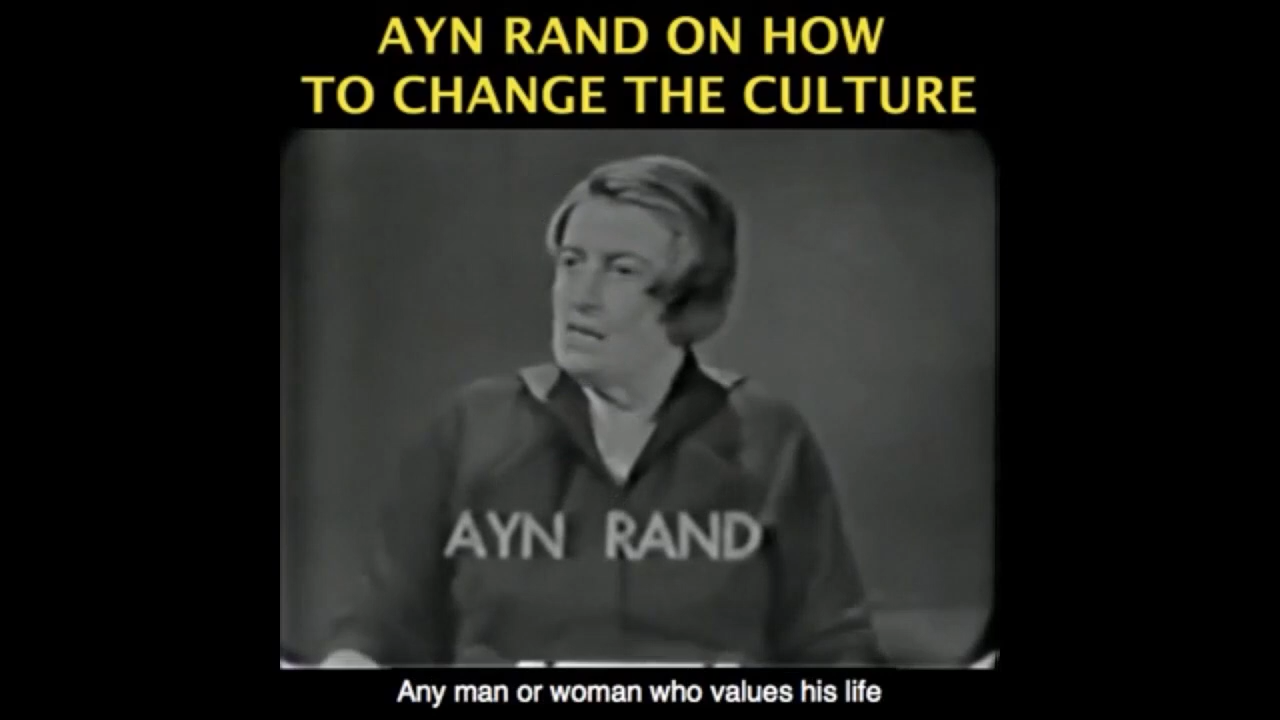 AYN RAND ON HOW
TO CHANGE THE CULTURE
AYN RAND
Any man or woman who values his life